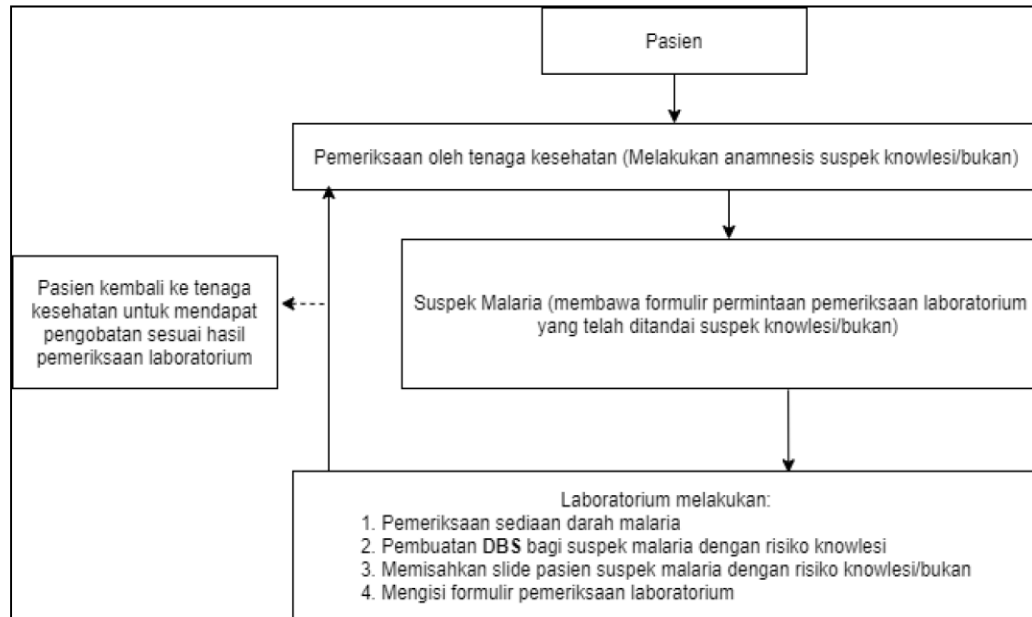 Pasien
Pemeriksaan oleh tenaga kesehatan (Melakukan anamnesis suspek knowlesi/bukan)
Suspek Malaria (membawa formulir permintaan pemeriksaan laboratorium
yang telah ditandai suspek knowlesi/bukan)
Pasien kembali ke tenaga
kesehatan untuk mendapat
pengobatan sesuai hasil
pemeriksaan laboratorium
Laboratorium melakukan:
1. Pemeriksaan sediaan darah malaria
2. Pembuatan DBS bagi suspek malaria dengan risiko knowlesi
3. Memisahkan slide pasien suspek malaria dengan risiko knowlesi/bukan
4. Mengisi formulir pemeriksaan laboratorium